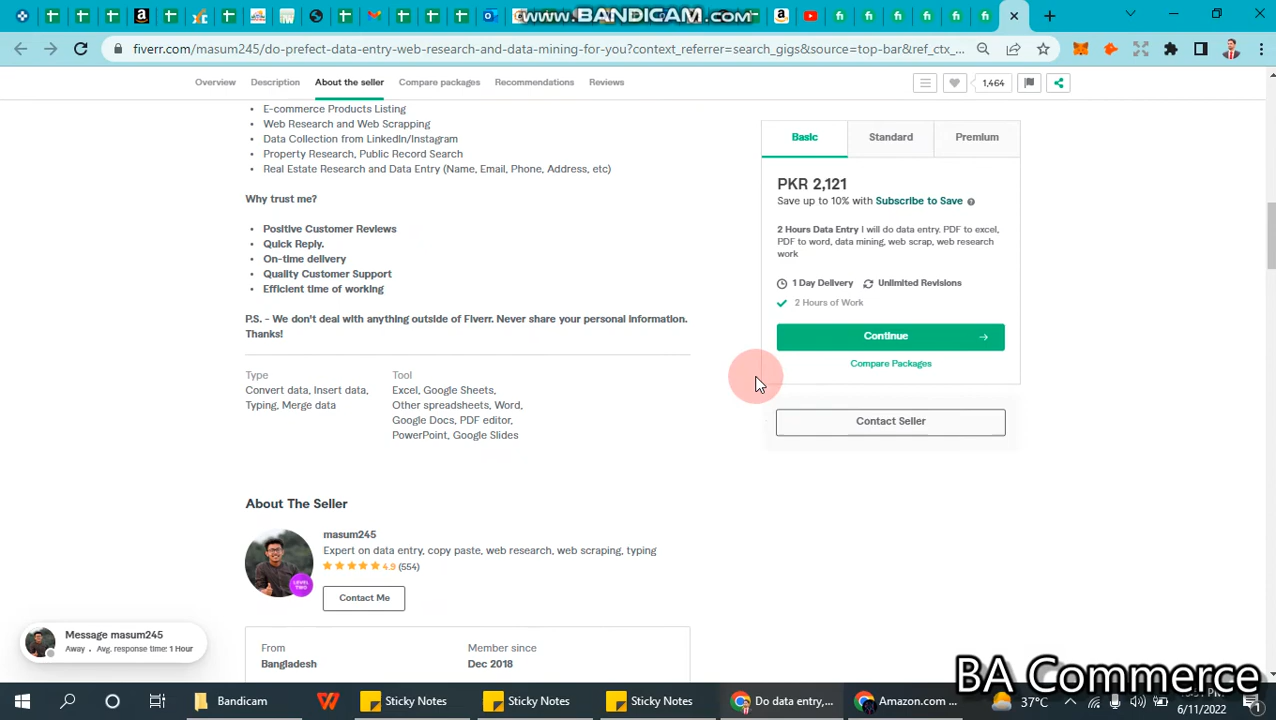 www.BANDICAM.com
fiverr.com/masum245/do-prefect-data-entry-web-research-and-data-mining-for-you?context_referrer=search_gigs&source=top-bar&ref_ctx_...
Overview Description About the seller Compare packages Recommendations Reviews
1,464
• E-commerce Products Listing
• Web Research and Web Scrapping
• Data Collection from LinkedIn/Instagram
• Property Research, Public Record Search
• Real Estate Research and Data Entry (Name, Email, Phone, Address, etc)
Why trust me?
• Positive Customer Reviews
• Quick Reply.
• On-time delivery
• Quality Customer Support
• Efficient time of working
P.S. - We don't deal with anything outside of Fiverr. Never share your personal information.
Thanks!
Type
Convert data, Insert data,
Typing, Merge data
Tool
Excel, Google Sheets,
Other spreadsheets, Word,
Google Docs, PDF editor,
PowerPoint, Google Slides
Basic Standard Premium
PKR 2,121
Save up to 10% with Subscribe to Save
2 Hours Data Entry I will do data entry. PDF to excel,
PDF to word, data mining, web scrap, web research
work
1 Day Delivery Unlimited Revisions
2 Hours of Work
Continue
Compare Packages
Contact Seller
About The Seller
masum245
Expert on data entry, copy paste, web research, web scraping, typing
4.9 (554)
LEVEL
TWO
Contact Me
From
Bangladesh
Member since
Dec 2018
Message masum245
Away . Avg. response time: 1 Hour
BA Commerce
Bandicam Sticky Notes Sticky Notes Sticky Notes Do data entry,... Amazon.com ... 37°C
6/11/2022